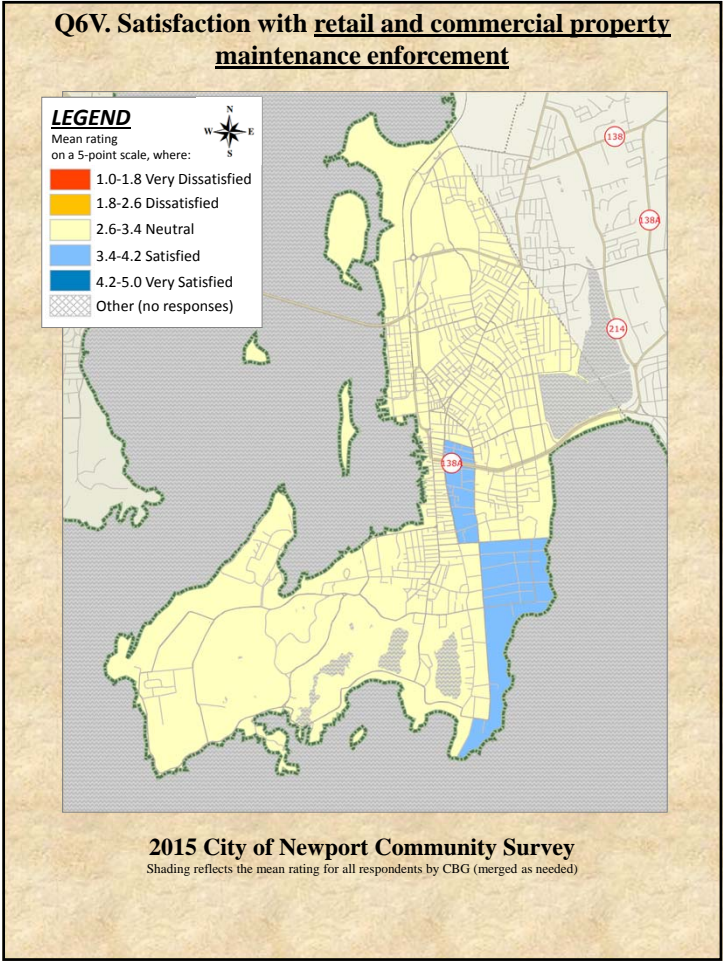 Q6V. Satisfaction with retail and commercial property
maintenance enforcement
LEGEND
Mean rating
on a 5-point scale, where:
N
W E
S
1.0-1.8 Very Dissatisfied
1.8-2.6 Dissatisfied
2.6-3.4 Neutral
3.4-4.2 Satisfied
4.2-5.0 Very Satisfied
Other (no responses)
138
138A
214
138A
2015 City of Newport Community Survey
Shading reflects the mean rating for all respondents by CBG (merged as needed)